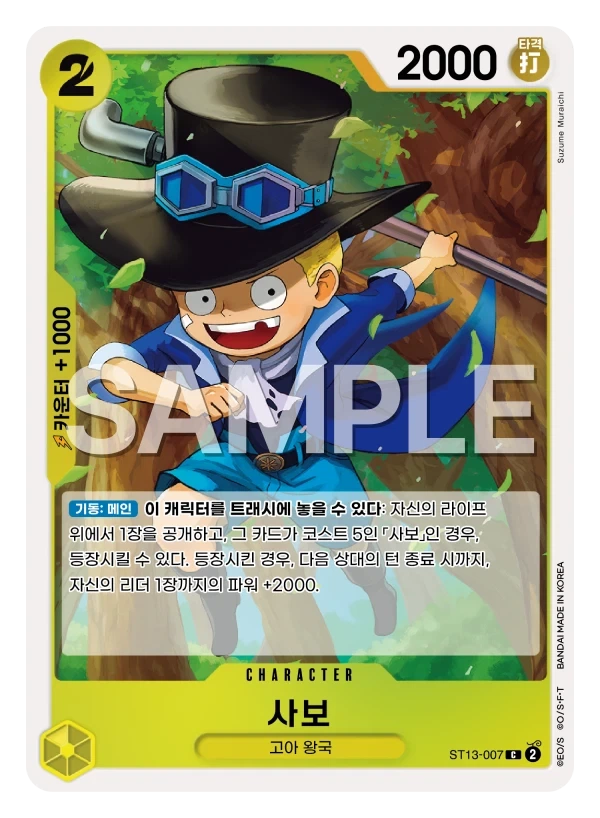 2
2000
타격
打
Suzume Muraichi
카운터 +1000
SAMPLE
기동: 메인 이 캐릭터를 트래시에 놓을 수 있다: 자신의 라이프
위에서 1장을 공개하고, 그 카드가 코스트 5인 「사보」인 경우,
등장시킬 수 있다. 등장시킨 경우, 다음 상대의 턴 종료 시까지,
자신의 리더 1장까지의 파워 +2000.
CHARACTER
사보
고아 왕국
ST13-007 C 2
©EO/S ©O/S·F·T BANDAI MADE IN KOREA